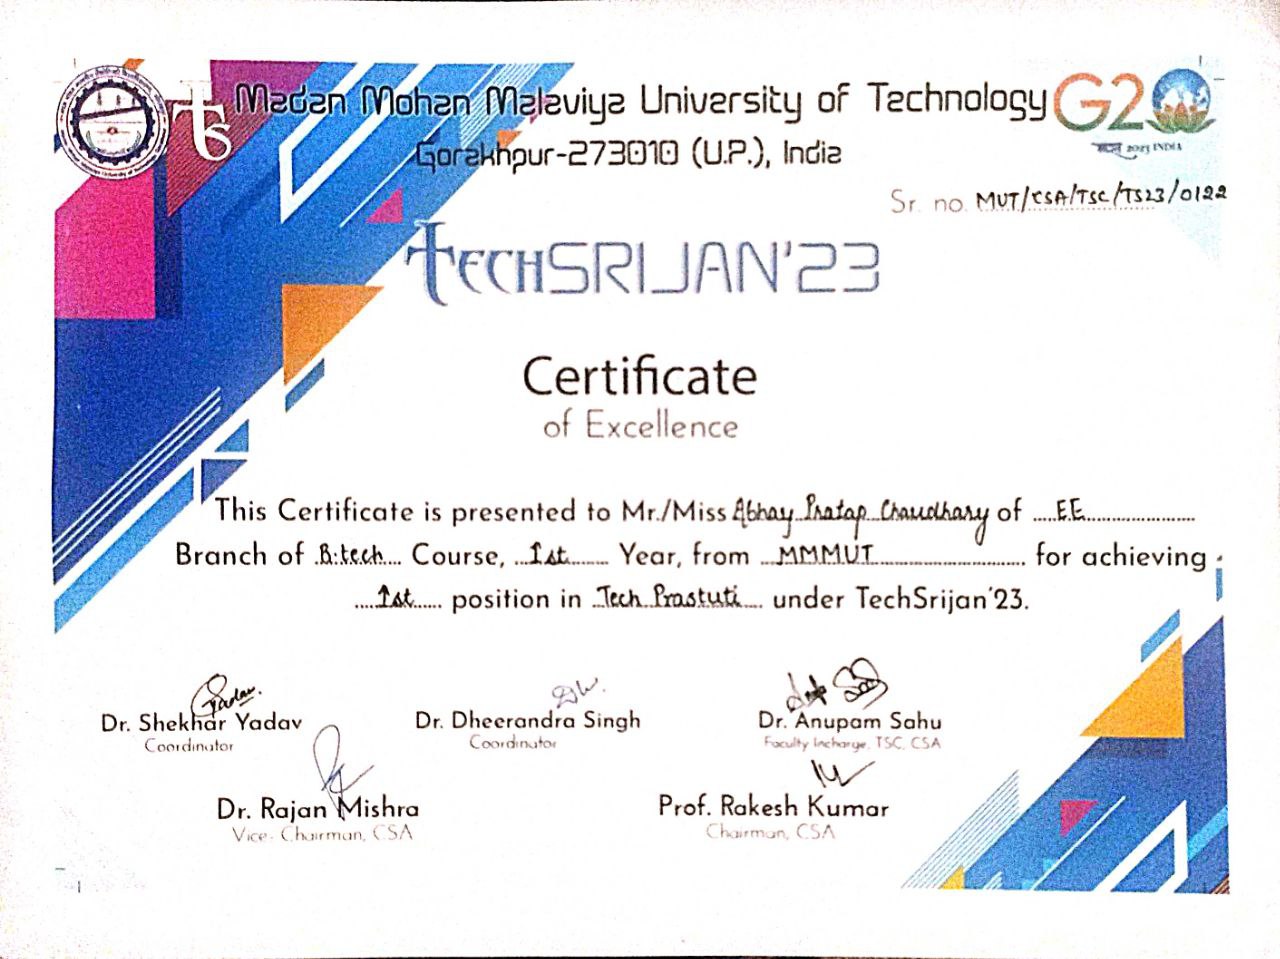 Madan Mohan Malaviya University of Technology
Gorakhpur-273010 (U.P.), India
TS
G20
2023 INDIA
Sr. no. MUT/CSA/TSC/TS23/0122
TECHSRIJAN'23
Certificate
of Excellence
This Certificate is presented to Mr./Miss Abhay Pratap Chaudhary of EE
Branch of B.tech Course, 1st Year, from MMMUT for achieving
1st position in Tech Prastuti under TechSrijan'23.
Dr. Shekhar Yadav
Coordinator
Dr. Dheerandra Singh
Coordinator
Dr. Anupam Sahu
Faculty Incharge, TSC, CSA
Dr. Rajan Mishra
Vice- Chairman, CSA
Prof. Rakesh Kumar
Chairman, CSA